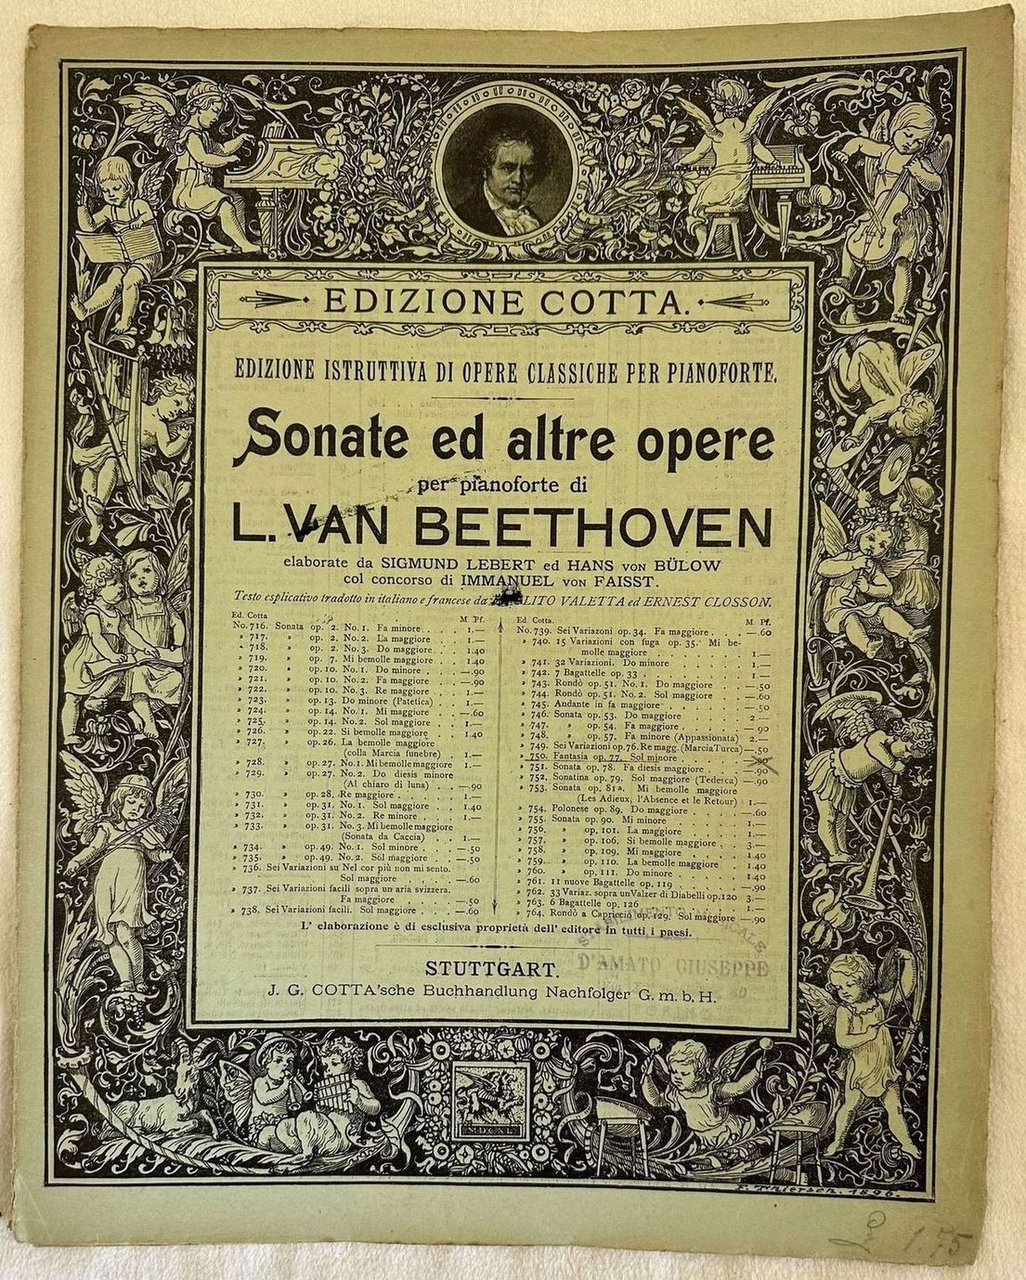 EDIZIONE COTTA.
EDIZIONE ISTRUTTIVA DI OPERE CLASSICHE PER PIANOFORTE.
Sonate ed altre opere
per pianoforte di
L. VAN BEETHOVEN
elaborate da SIGMUND LEBERT ed HANS VON BÜLOW
col concorso di IMMANUEL VON FAISST.
Testo esplicativo tradotto in italiano e francese da LITO VALETTA ed ERNEST CLOSSON.
Ed. Cotta M. Pf.
No. 716. Sonata op. 2. No. 1. Fa minore . . . 1.—
» 717. » op. 2. No. 2. La maggiore . . 1.—
» 718. » op. 2. No. 3. Do maggiore . . 1.40
» 719. » op. 7. Mi bemolle maggiore . 1.40
» 720. » op. 10. No. 1. Do minore . . . —.90
» 721. » op. 10. No. 2. Fa maggiore . . —.90
» 722. » op. 10. No. 3. Re maggiore . . 1.—
» 723. » op. 13. Do minore (Patetica) 1.—
» 724. » op. 14. No. 1. Mi maggiore . . —.60
» 725. » op. 14. No. 2. Sol maggiore . . 1.—
» 726. » op. 22. Si bemolle maggiore . 1.40
» 727. » op. 26. La bemolle maggiore
(colla Marcia funebre) . 1.—
» 728. » op. 27. No. 1. Mi bemolle maggiore 1.—
» 729. » op. 27. No. 2. Do diesis minore
(Al chiaro di luna) . . —.90
» 730. » op. 28. Re maggiore . . . . 1.—
» 731. » op. 31. No. 1. Sol maggiore . 1.40
» 732. » op. 31. No. 2. Re minore . . 1.—
» 733. » op. 31. No. 3. Mi bemolle maggiore
(Sonata da Caccia) . . 1.—
» 734. » op. 49. No. 1. Sol minore . . —.50
» 735. » op. 49. No. 2. Sol maggiore . —.50
736. Sei Variazioni su Nel cor più non mi sento.
Sol maggiore . . . . —.60
» 737. Sei Variazioni facili sopra un aria svizzera.
Fa maggiore . . . . —.50
» 738. Sei Variazioni facili. Sol maggiore . . . —.60
Ed. Cotta. M. Pf.
No. 739. Sei Variazoni op. 34. Fa maggiore . . —.60
» 740. 15 Variazioni con fuga op. 35. Mi be-
molle maggiore . . . . . 1.—
» 741. 32 Variazioni. Do minore . . . . 1.—
» 742. 7 Bagattelle op. 33 . . . . . 1.—
» 743. Rondò op. 51. No. 1. Do maggiore . . —.50
» 744. Rondò op. 51. No. 2. Sol maggiore . . —.60
» 745. Andante in fa maggiore . . . . —.50
» 746. Sonata op. 53. Do maggiore . . . 2.—
» 747. » op. 54. Fa maggiore . . . —.90
» 748. » op. 57. Fa minore (Appassionata) 2.—
» 749. Sei Variazioni op. 76. Re magg. (Marcia Turca) —.50
» 750. Fantasia op. 77. Sol minore
» 751. Sonata op. 78. Fa diesis maggiore . . —.90
» 752. Sonatina op. 79. Sol maggiore (Tederca) —.90
» 753. Sonata op. 81a. Mi bemolle maggiore
(Les Adieux, l'Absence et le Retour) 1.—
» 754. Polonese op. 89. Do maggiore . . . —.60
» 755. Sonata op. 90. Mi minore . . . . 1.—
» 756. » op. 101. La maggiore . . . 1.—
» 757. » op. 106. Si bemolle maggiore . . 3.—
» 758. » op. 109. Mi maggiore . . . 1.40
» 759. » op. 110. La bemolle maggiore . 1.40
» 760. » op. 111. Do minore . . . . 1.40
» 761. 11 nuove Bagattelle op. 119 . . . —.90
» 762. 33 Variaz. sopra un Valzer di Diabelli op. 120 3.—
» 763. 6 Bagattelle op. 126 . . . . . 1.—
» 764. Rondò a Capriccio op. 129. Sol maggiore —.90
L' elaborazione è di esclusiva proprietà dell' editore in tutti i paesi.
STUTTGART.
J. G. COTTA'sche Buchhandlung Nachfolger G. m. b. H.
D'AMATO GIUSEPPE
TORINO
MDCXL
1896.
1.75